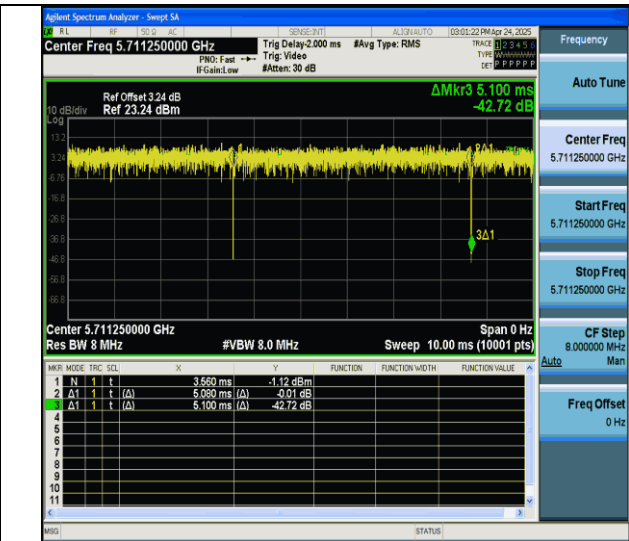 Agilent Spectrum Analyzer - Swept SA
RL RF 50 Ω AC SENSE:INT ALIGNAUTO 03:01:22 PM Apr 24, 2025
Center Freq 5.711250000 GHz
PNO: Fast
IFGain:Low
Trig Delay-2.000 ms
Trig: Video
#Atten: 30 dB
#Avg Type: RMS
TRACE 1 2 3 4 5 6
TYPE
DET P P P P P P
ΔMkr3 5.100 ms
-42.72 dB
Ref Offset 3.24 dB
10 dB/div Ref 23.24 dBm
Log
13.2
3.24
-6.76
-16.8
-26.8
-36.8
-46.8
-56.8
-66.8
2Δ1
3Δ1
Center 5.711250000 GHz Span 0 Hz
Res BW 8 MHz #VBW 8.0 MHz Sweep 10.00 ms (10001 pts)
MKR MODE TRC SCL X Y FUNCTION FUNCTION WIDTH FUNCTION VALUE
1 N 1 t 3.560 ms -1.12 dBm
2 Δ1 1 t (Δ) 5.080 ms (Δ) -0.01 dB
3 Δ1 1 t (Δ) 5.100 ms (Δ) -42.72 dB
4
5
6
7
8
9
10
11
MSG STATUS
Frequency
Auto Tune
Center Freq
5.711250000 GHz
Start Freq
5.711250000 GHz
Stop Freq
5.711250000 GHz
CF Step
8.000000 MHz
Auto Man
Freq Offset
0 Hz